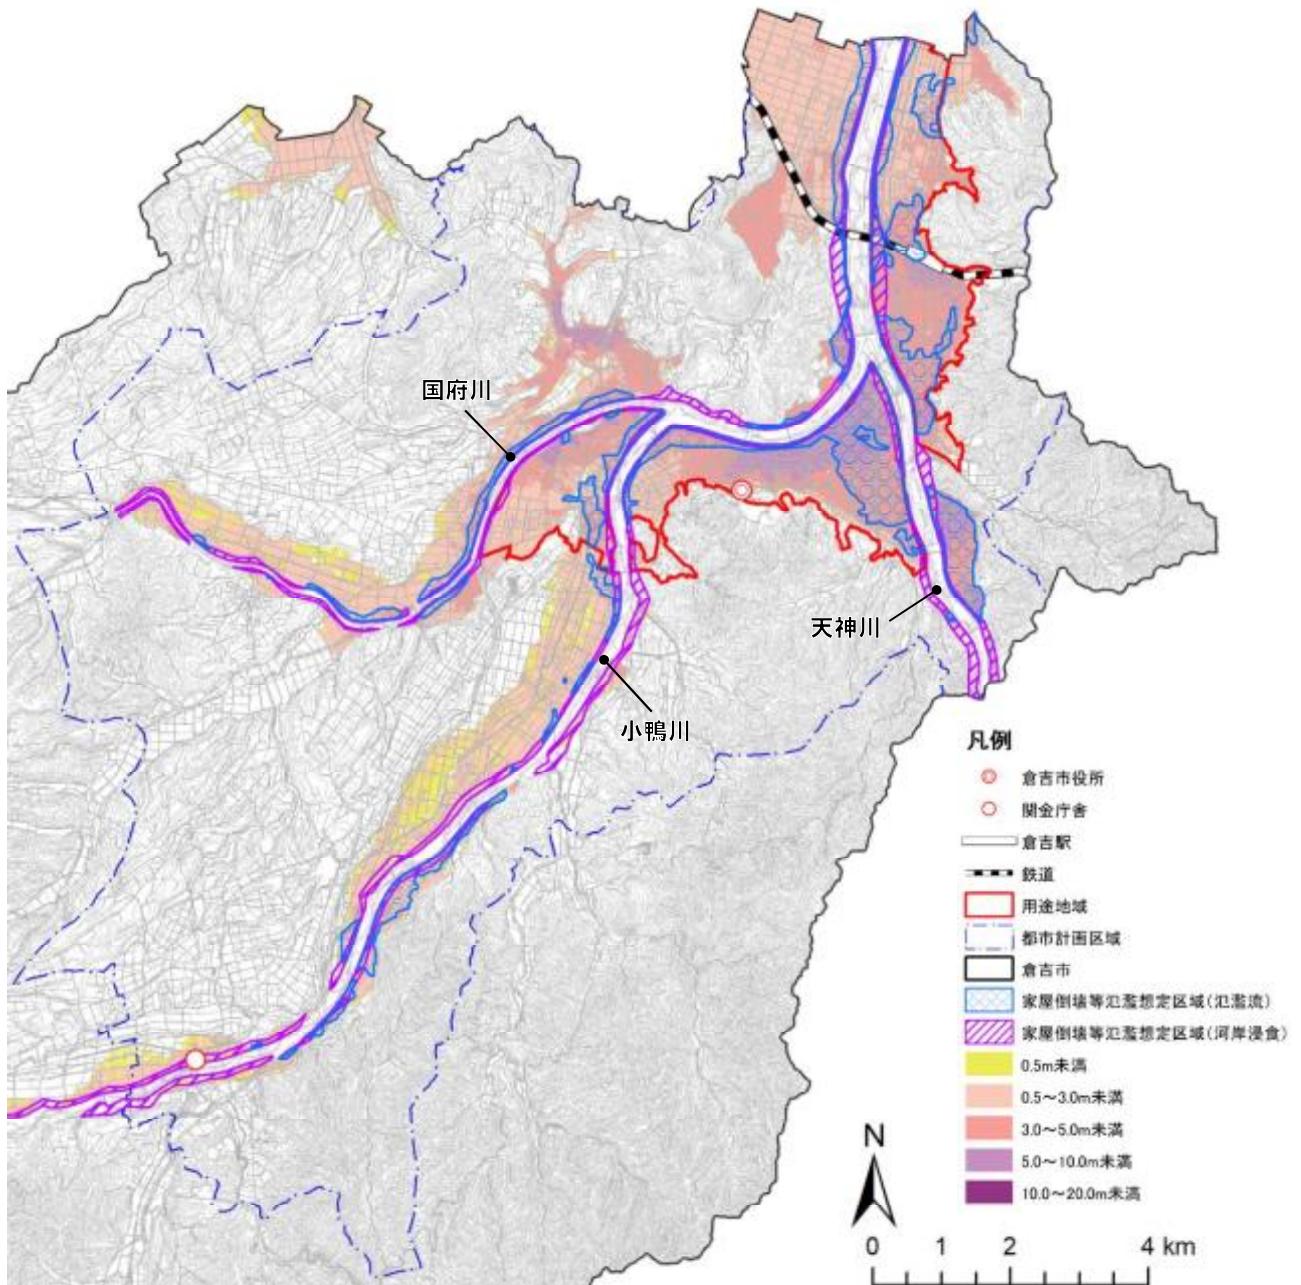 国府川
天神川
小鴨川
凡例
倉吉市役所
関金庁舎
倉吉駅
鉄道
用途地域
都市計画区域
倉吉市
家屋倒壊等氾濫想定区域(氾濫流)
家屋倒壊等氾濫想定区域(河岸浸食)
0.5m未満
0.5～3.0m未満
3.0～5.0m未満
5.0～10.0m未満
10.0～20.0m未満
N
0 1 2 4 km